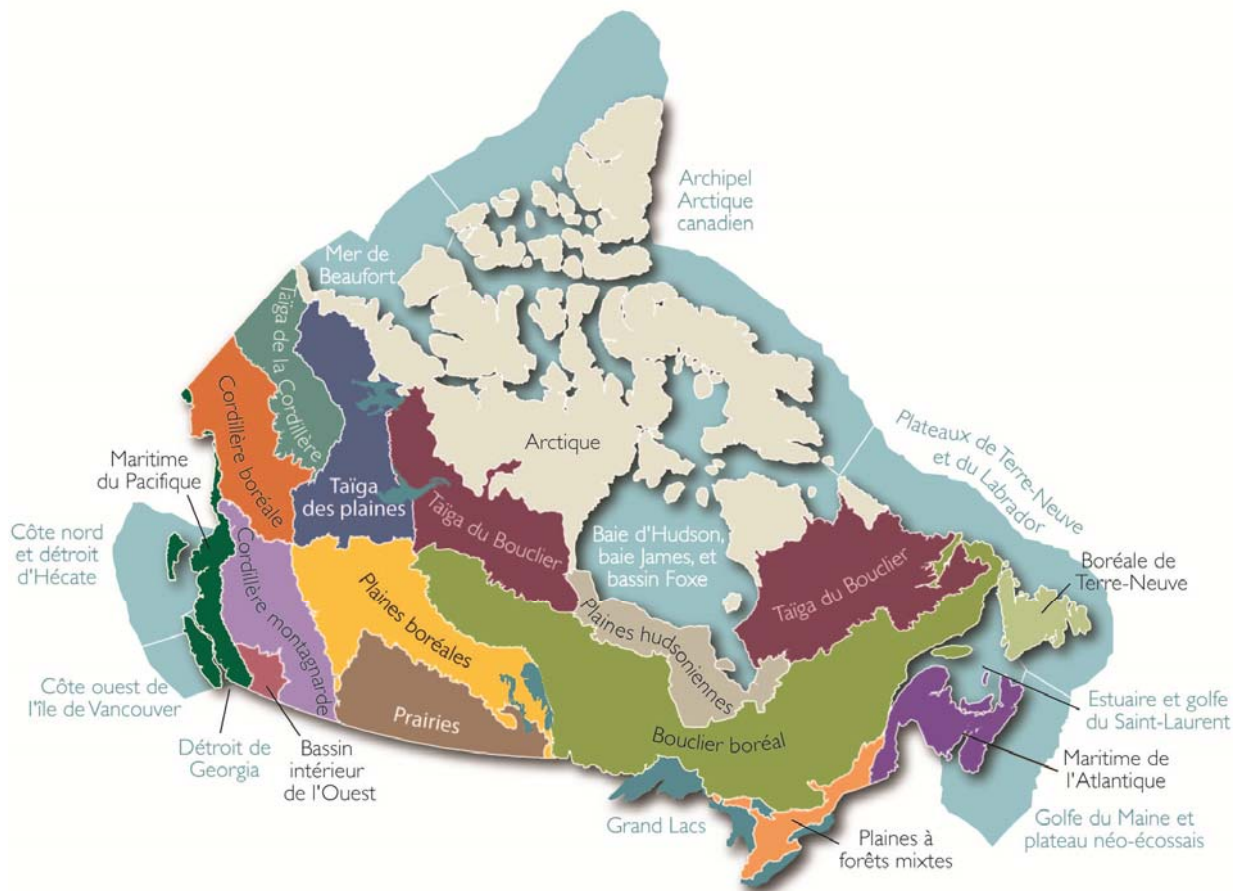 Archipel
Arctique
canadien
Mer de
Beaufort
Taïga de la Cordillère
Cordillère boréale
Taïga
des plaines
Arctique
Plateaux de Terre-Neuve
et du Labrador
Maritime
du Pacifique
Taïga du Bouclier
Baie d'Hudson,
baie James, et
bassin Foxe
Taïga du Bouclier
Boréale de
Terre-Neuve
Côte nord
et détroit
d'Hécate
Cordillère montagnarde
Plaines boréales
Plaines hudsoniennes
Côte ouest de
l'île de Vancouver
Prairies
Bouclier boréal
Estuaire et golfe
du Saint-Laurent
Détroit de
Georgia
Bassin
intérieur
de l'Ouest
Maritime de
l'Atlantique
Grand Lacs
Plaines à
forêts mixtes
Golfe du Maine et
plateau néo-écossais